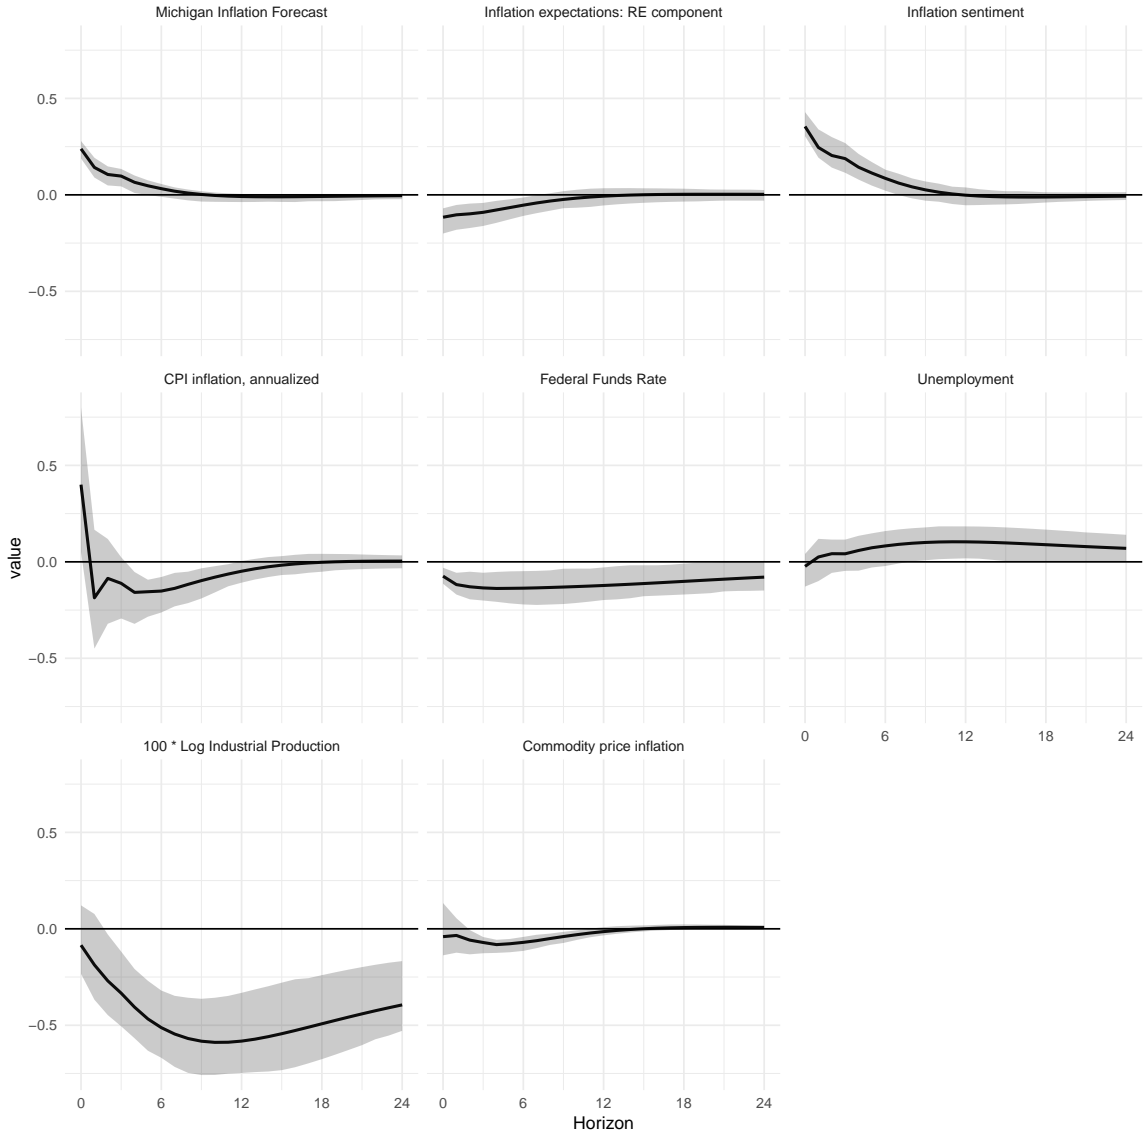 Michigan Inflation Forecast
Inflation expectations: RE component
Inflation sentiment
0.5
0.0
−0.5
CPI inflation, annualized
Federal Funds Rate
Unemployment
0.5
0.0
−0.5
0 6 12 18 24
100 * Log Industrial Production
Commodity price inflation
0.5
0.0
−0.5
0 6 12 18 24
0 6 12 18 24
Horizon
value